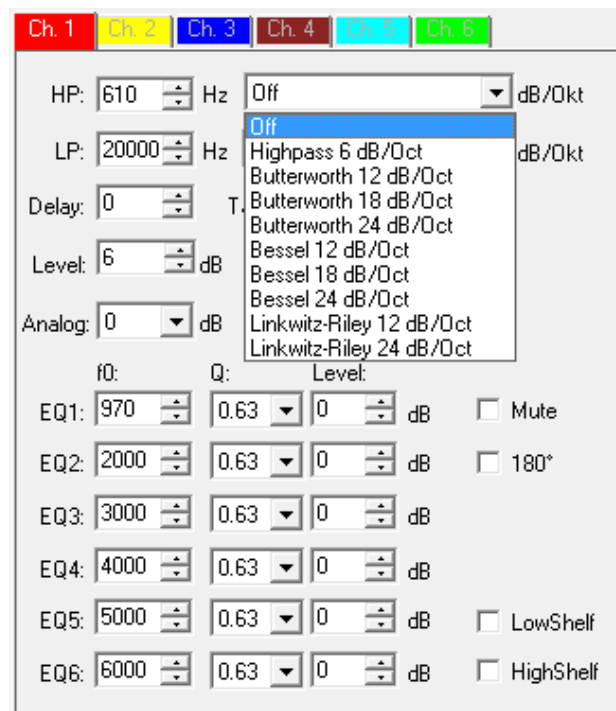 Ch. 1 Ch. 2 Ch. 3 Ch. 4 Ch. 5 Ch. 6
HP: 610 Hz Off dB/Okt
Off
LP: 20000 Hz Highpass 6 dB/Oct dB/Okt
Butterworth 12 dB/Oct
Butterworth 18 dB/Oct
Delay: 0 T
Butterworth 24 dB/Oct
Bessel 12 dB/Oct
Level: 6 dB Bessel 18 dB/Oct
Bessel 24 dB/Oct
Analog: 0 dB Linkwitz-Riley 12 dB/Oct
Linkwitz-Riley 24 dB/Oct
f0: Q: Level:
EQ1: 970 0.63 0 dB Mute
EQ2: 2000 0.63 0 dB 180°
EQ3: 3000 0.63 0 dB
EQ4: 4000 0.63 0 dB
EQ5: 5000 0.63 0 dB LowShelf
EQ6: 6000 0.63 0 dB HighShelf